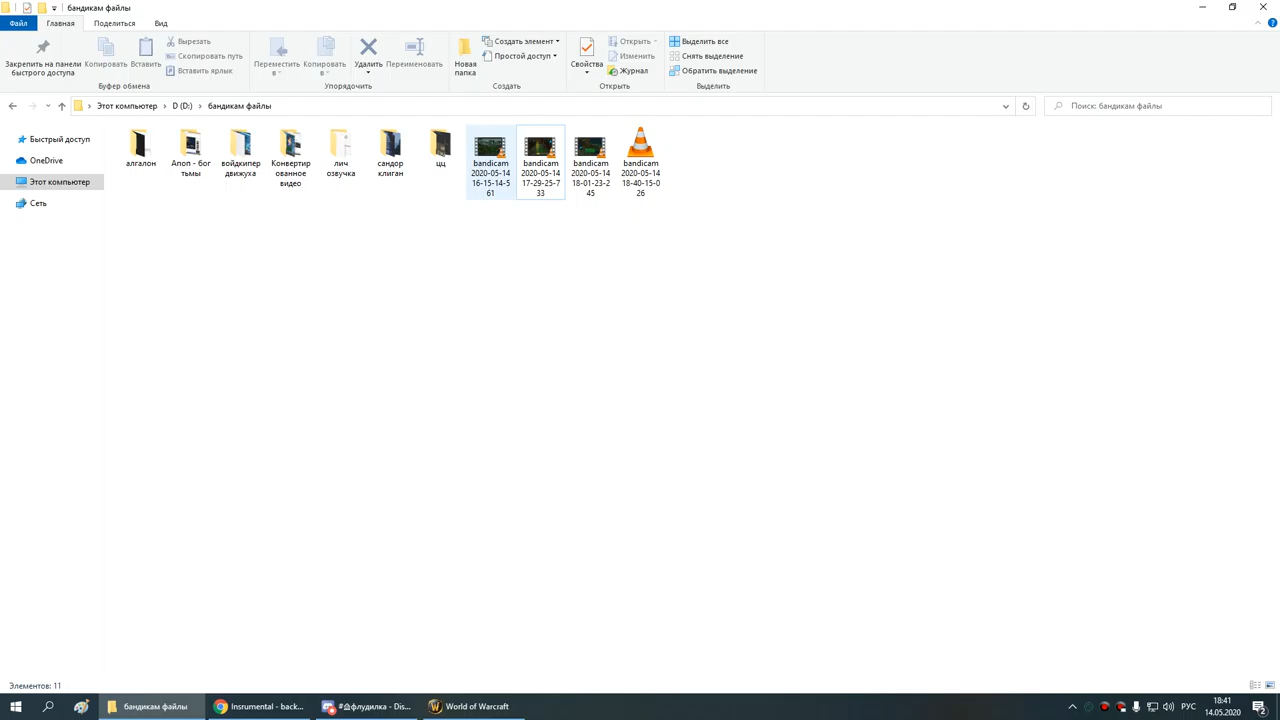 бандикам файлы
Файл
Главная
Поделиться
Вид
Закрепить на панели
быстрого доступа
Копировать
Вставить
Вырезать
Скопировать путь
Вставить ярлык
Буфер обмена
Переместить
в
Копировать
в
Удалить
Переименовать
Упорядочить
Новая
папка
Создать элемент
Простой доступ
Создать
Свойства
Открыть
Изменить
Журнал
Открыть
Выделить все
Снять выделение
Обратить выделение
Выделить
Этот компьютер
D (D:)
бандикам файлы
Поиск: бандикам файлы
Быстрый доступ
OneDrive
Этот компьютер
Сеть
алгалон
Апоп - бог
тьмы
войдкипер
движуха
Конвертир
ованное
видео
лич
озвучка
сандор
клиган
цц
bandicam
2020-05-14
16-15-14-5
61
bandicam
2020-05-14
17-29-25-7
33
bandicam
2020-05-14
18-01-23-2
45
bandicam
2020-05-14
18-40-15-0
26
Элементов: 11
бандикам файлы
Insrumental - back...
флудилка - Dis...
World of Warcraft
РУС
18:41
14.05.2020
2